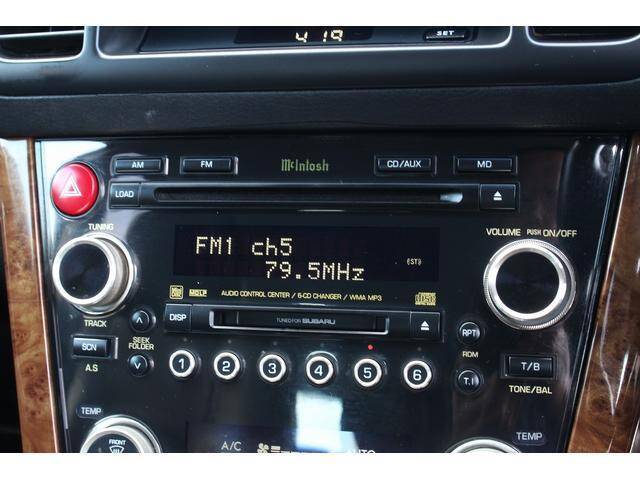 4 19
SET
AM
FM
McIntosh
CD/AUX
MD
LOAD
TUNING
VOLUME PUSH ON/OFF
FM1 ch5
79.5MHz
ST
AUDIO CONTROL CENTER / 6-CD CHANGER / WMA MP3
TRACK
DISP
TUNED FOR SUBARU
SCN
A.S
SEEK
FOLDER
1 2 3 4 5 6
RPT
RDM
T.I
T/B
TONE/BAL
TEMP
TEMP
FRONT
A/C
AUTO